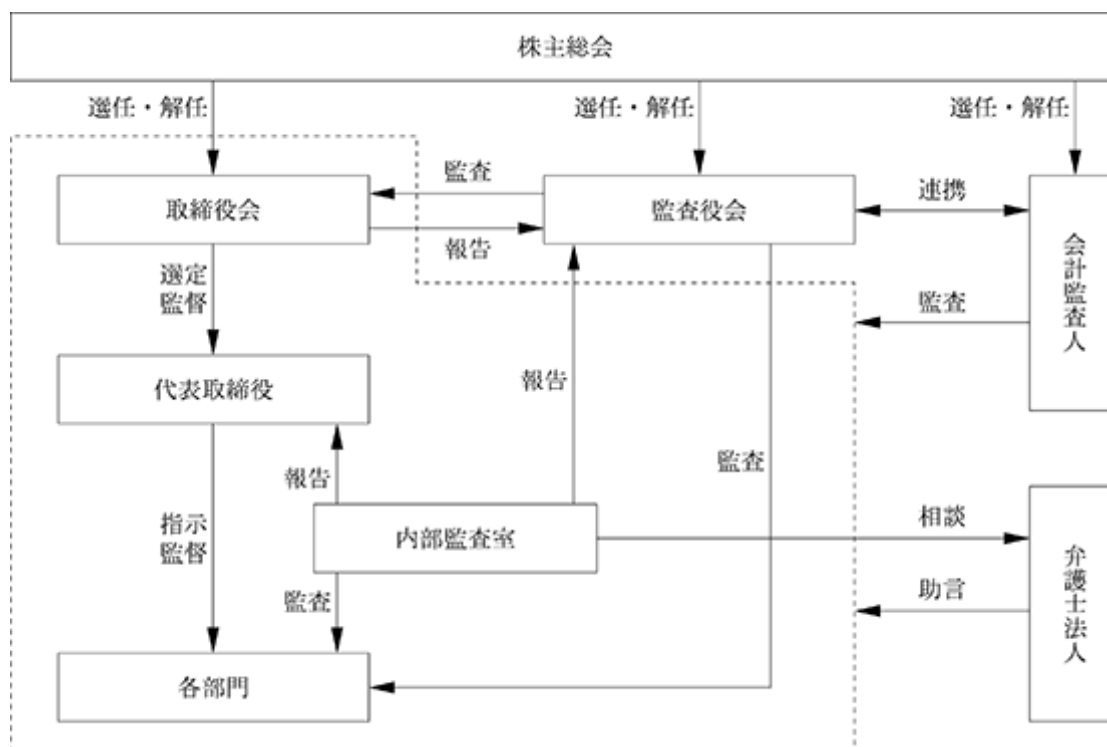 株主総会
選任・解任
選任・解任
選任・解任
取締役会
監査
報告
監査役会
連携
会計監査人
選定
監督
監査
代表取締役
報告
報告
監査
指示
監督
内部監査室
相談
監査
助言
弁護士法人
各部門